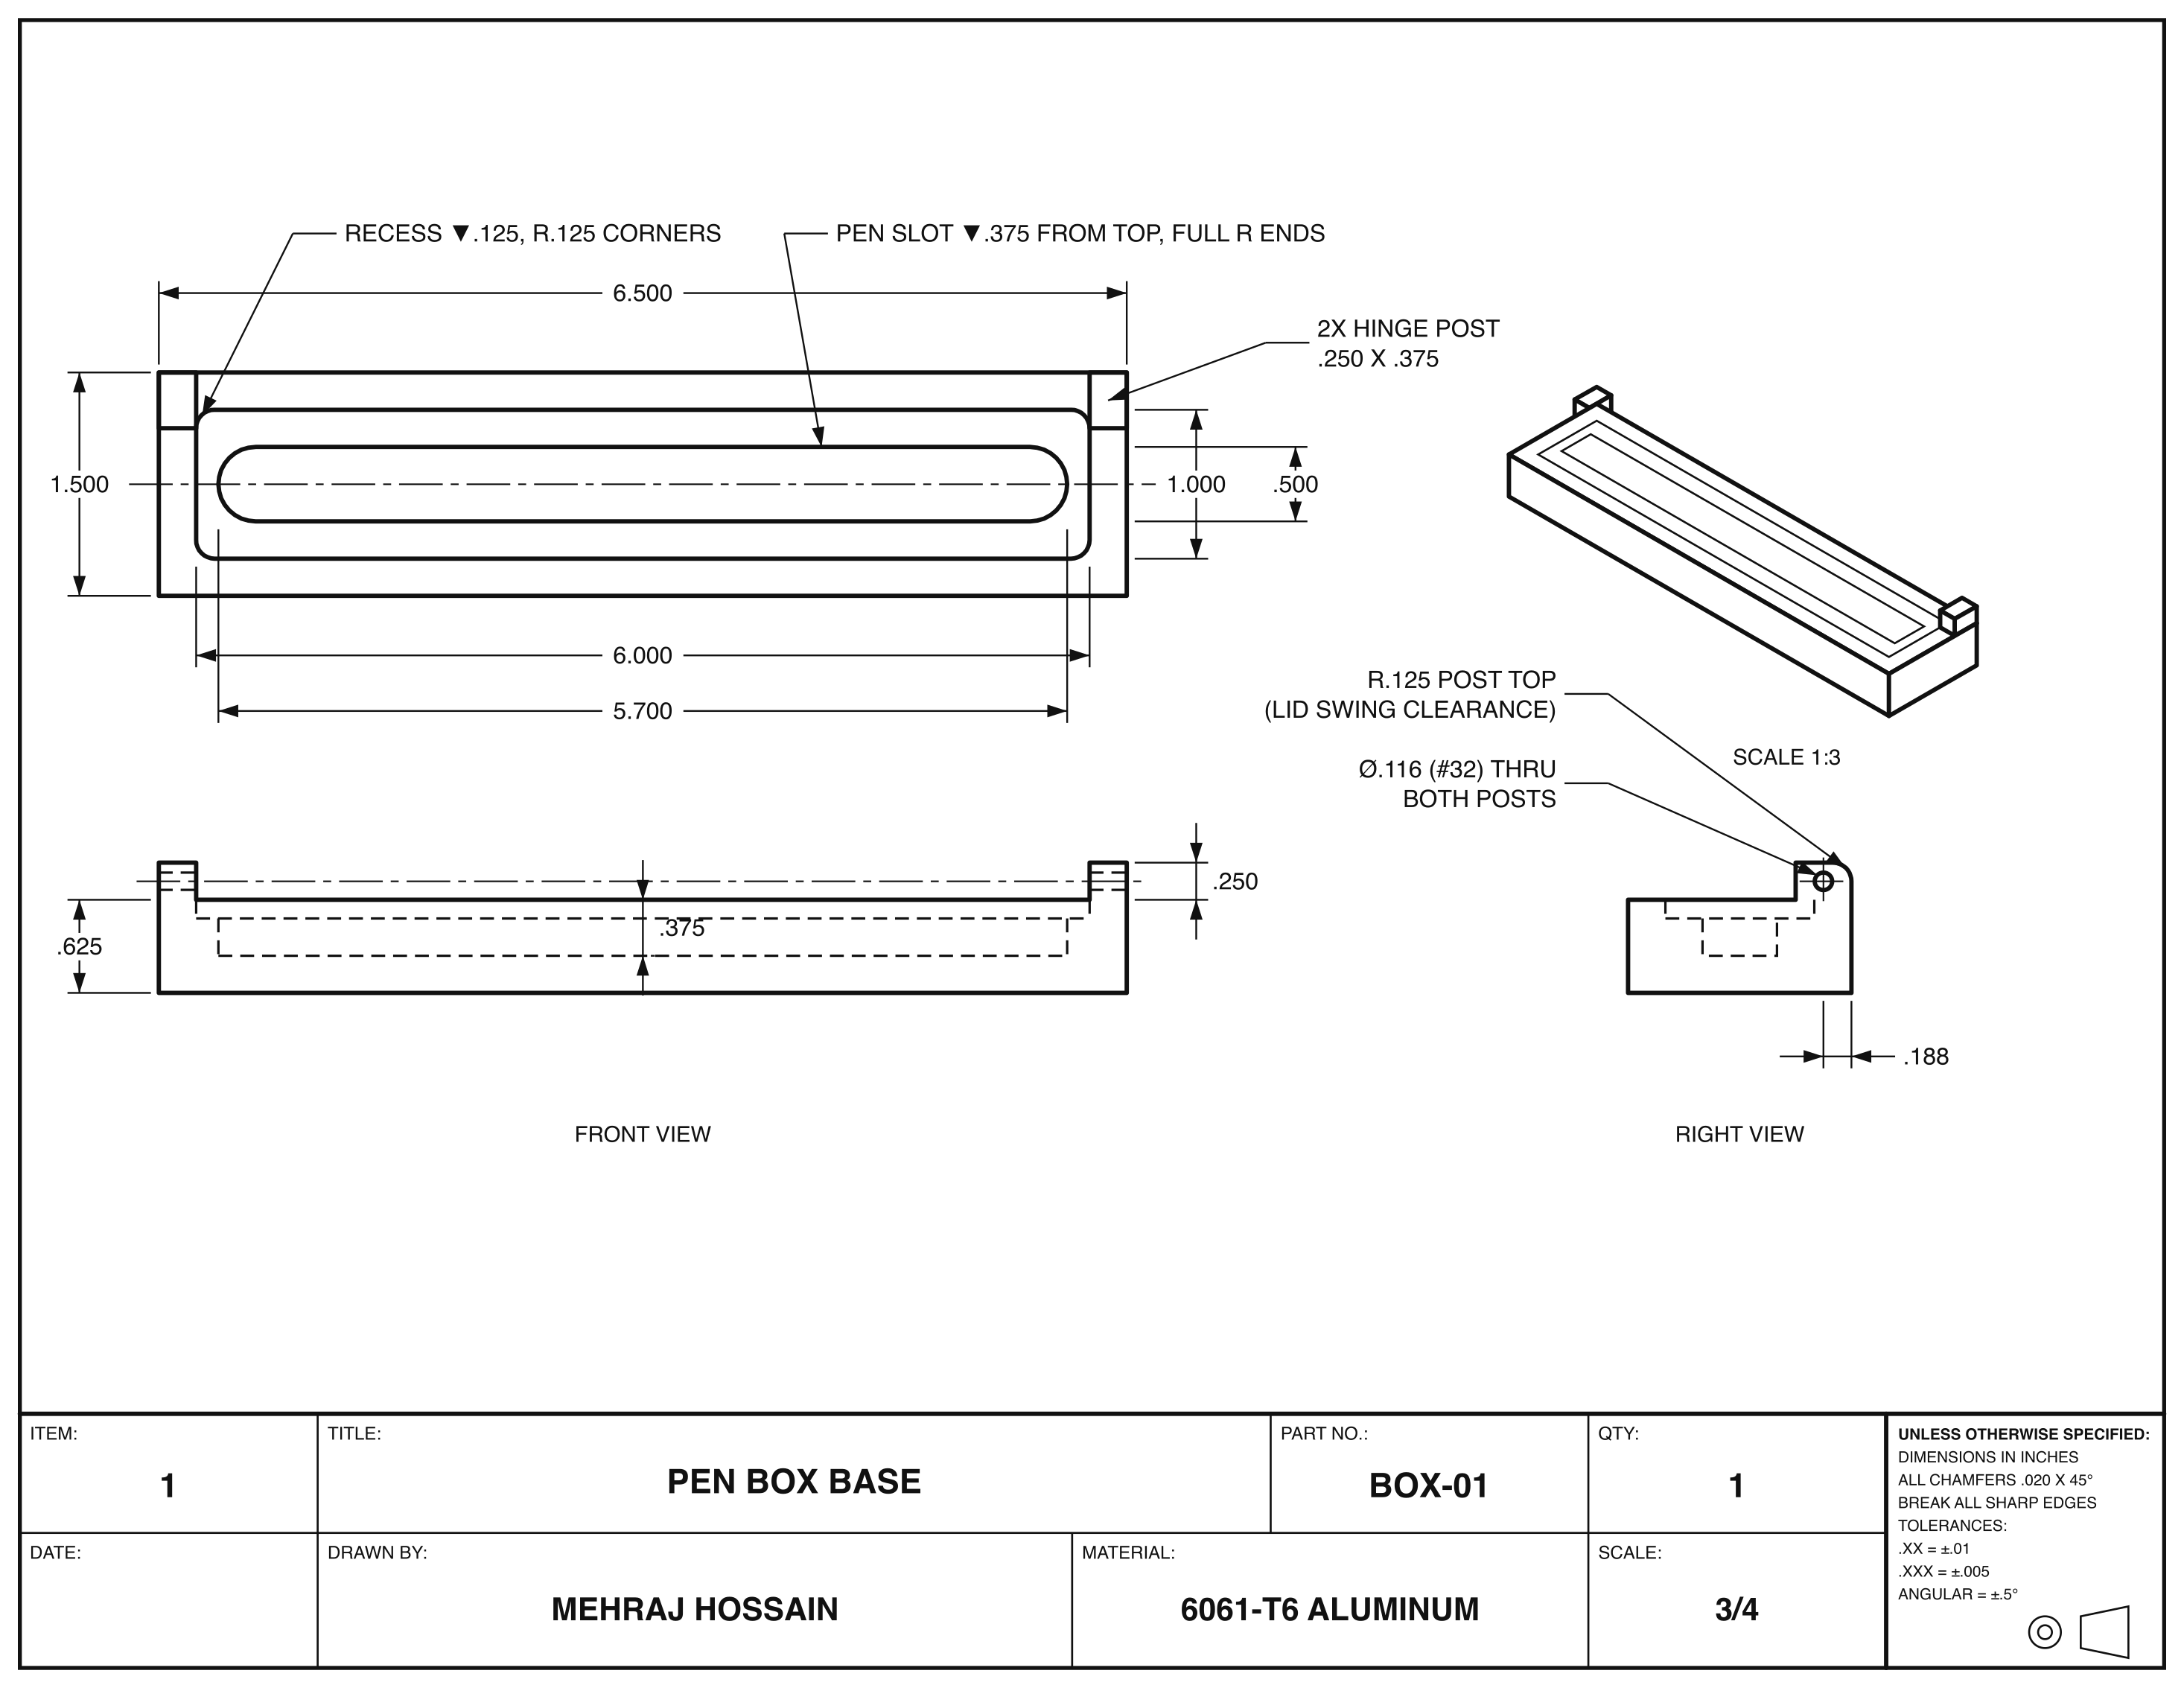 RECESS ▼.125, R.125 CORNERS
PEN SLOT ▼.375 FROM TOP, FULL R ENDS
6.500
2X HINGE POST
.250 X .375
1.500
1.000
.500
6.000
5.700
R.125 POST TOP
(LID SWING CLEARANCE)
SCALE 1:3
Ø.116 (#32) THRU
BOTH POSTS
.250
.375
.625
.188
FRONT VIEW
RIGHT VIEW
ITEM:
1
TITLE:
PEN BOX BASE
PART NO.:
BOX-01
QTY:
1
DATE:
DRAWN BY:
MEHRAJ HOSSAIN
MATERIAL:
6061-T6 ALUMINUM
SCALE:
3/4
UNLESS OTHERWISE SPECIFIED:
DIMENSIONS IN INCHES
ALL CHAMFERS .020 X 45°
BREAK ALL SHARP EDGES
TOLERANCES:
.XX = ±.01
.XXX = ±.005
ANGULAR = ±.5°